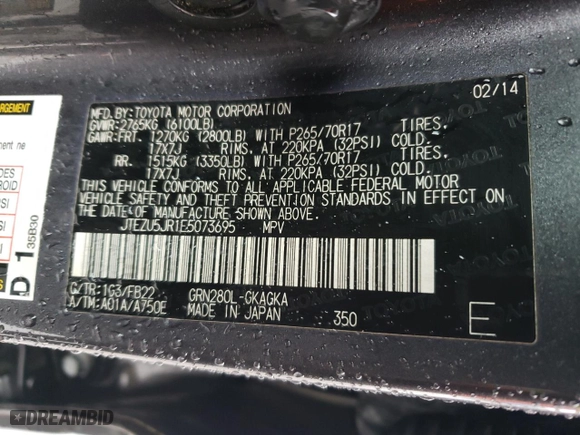 02/14
MFD. BY: TOYOTA MOTOR CORPORATION
GVWR: 2765KG (6100LB)
GAWR: FRT. 1270KG (2800LB) WITH P265/70R17 TIRES.
17X7J RIMS. AT 220KPA (32PSI) COLD.
RR. 1515KG (3350LB) WITH P265/70R17 TIRES.
17X7J RIMS. AT 220KPA (32PSI) COLD.
THIS VEHICLE CONFORMS TO ALL APPLICABLE FEDERAL MOTOR
VEHICLE SAFETY AND THEFT PREVENTION STANDARDS IN EFFECT ON
THE DATE OF MANUFACTURE SHOWN ABOVE.
JTEZU5JR1E5073695 MPV
C/TR: 1G3/FB22 GRN280L-GKAGKA
A/TM: A01A/A750E MADE IN JAPAN 350 E
D 1
35B30
DREAMBID